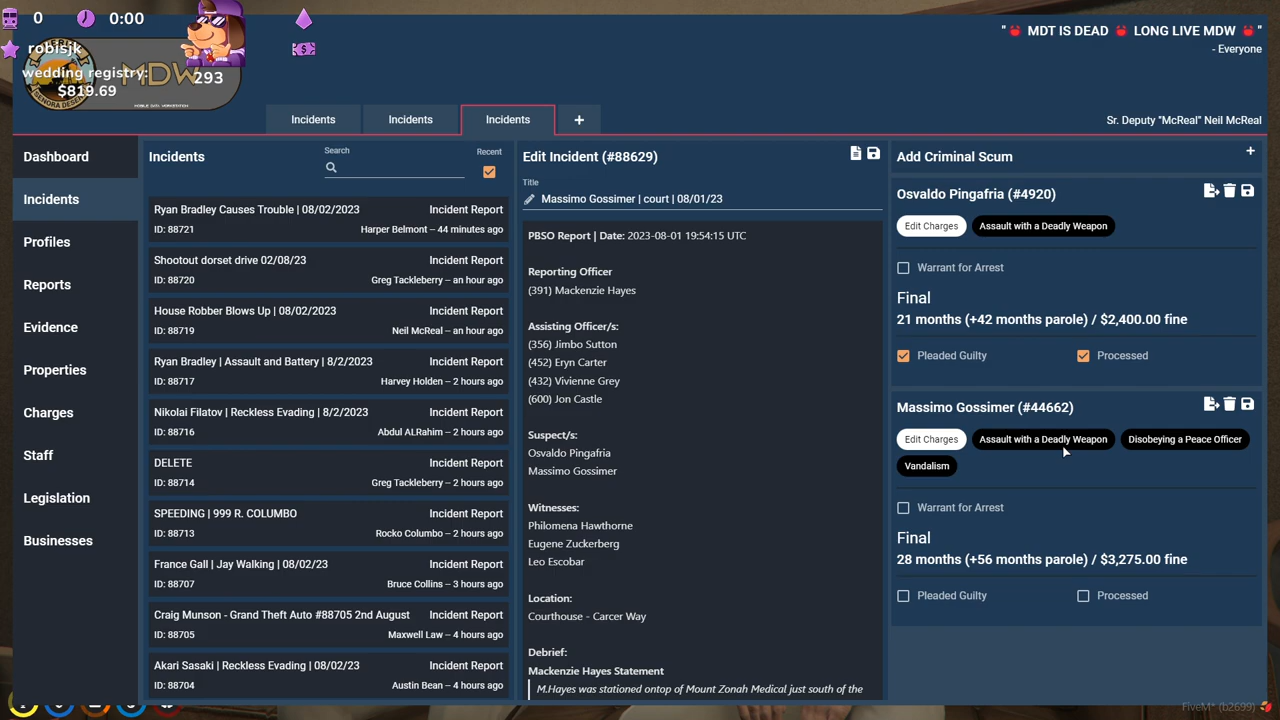 0
0:00
robisjk
wedding registry:
$819.69
293
MDW
MOBILE DATA WORKSTATION
" MDT IS DEAD LONG LIVE MDW "
- Everyone
Incidents
Incidents
Incidents
+
Sr. Deputy "McReal" Neil McReal
Dashboard
Incidents
Profiles
Reports
Evidence
Properties
Charges
Staff
Legislation
Businesses
Incidents
Search
Recent
Ryan Bradley Causes Trouble | 08/02/2023 Incident Report
ID: 88721 Harper Belmont – 44 minutes ago
Shootout dorset drive 02/08/23 Incident Report
ID: 88720 Greg Tackleberry – an hour ago
House Robber Blows Up | 08/02/2023 Incident Report
ID: 88719 Neil McReal – an hour ago
Ryan Bradley | Assault and Battery | 8/2/2023 Incident Report
ID: 88717 Harvey Holden – 2 hours ago
Nikolai Filatov | Reckless Evading | 8/2/2023 Incident Report
ID: 88716 Abdul ALRahim – 2 hours ago
DELETE Incident Report
ID: 88714 Greg Tackleberry – 2 hours ago
SPEEDING | 999 R. COLUMBO Incident Report
ID: 88713 Rocko Columbo – 2 hours ago
France Gall | Jay Walking | 08/02/23 Incident Report
ID: 88707 Bruce Collins – 3 hours ago
Craig Munson - Grand Theft Auto #88705 2nd August Incident Report
ID: 88705 Maxwell Law – 4 hours ago
Akari Sasaki | Reckless Evading | 08/02/23 Incident Report
ID: 88704 Austin Bean – 4 hours ago
Edit Incident (#88629)
Title
Massimo Gossimer | court | 08/01/23
PBSO Report | Date: 2023-08-01 19:54:15 UTC
Reporting Officer
(391) Mackenzie Hayes
Assisting Officer/s:
(356) Jimbo Sutton
(452) Eryn Carter
(432) Vivienne Grey
(600) Jon Castle
Suspect/s:
Osvaldo Pingafria
Massimo Gossimer
Witnesses:
Philomena Hawthorne
Eugene Zuckerberg
Leo Escobar
Location:
Courthouse - Carcer Way
Debrief:
Mackenzie Hayes Statement
M.Hayes was stationed ontop of Mount Zonah Medical just south of the
Add Criminal Scum +
Osvaldo Pingafria (#4920)
Edit Charges Assault with a Deadly Weapon
Warrant for Arrest
Final
21 months (+42 months parole) / $2,400.00 fine
Pleaded Guilty Processed
Massimo Gossimer (#44662)
Edit Charges Assault with a Deadly Weapon Disobeying a Peace Officer
Vandalism
Warrant for Arrest
Final
28 months (+56 months parole) / $3,275.00 fine
Pleaded Guilty Processed
FiveM* (b2699)